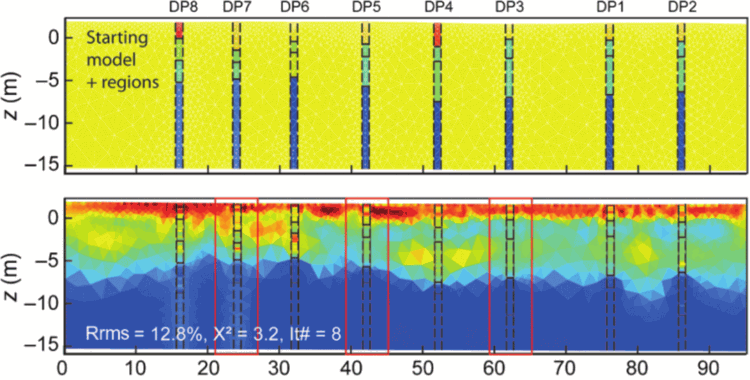 DP8 DP7 DP6 DP5 DP4 DP3 DP1 DP2
Starting
model
+ regions
z (m)
0
−5
−10
−15
z (m)
0
−5
−10
−15
Rrms = 12.8%, X² = 3.2, It# = 8
0 10 20 30 40 50 60 70 80 90